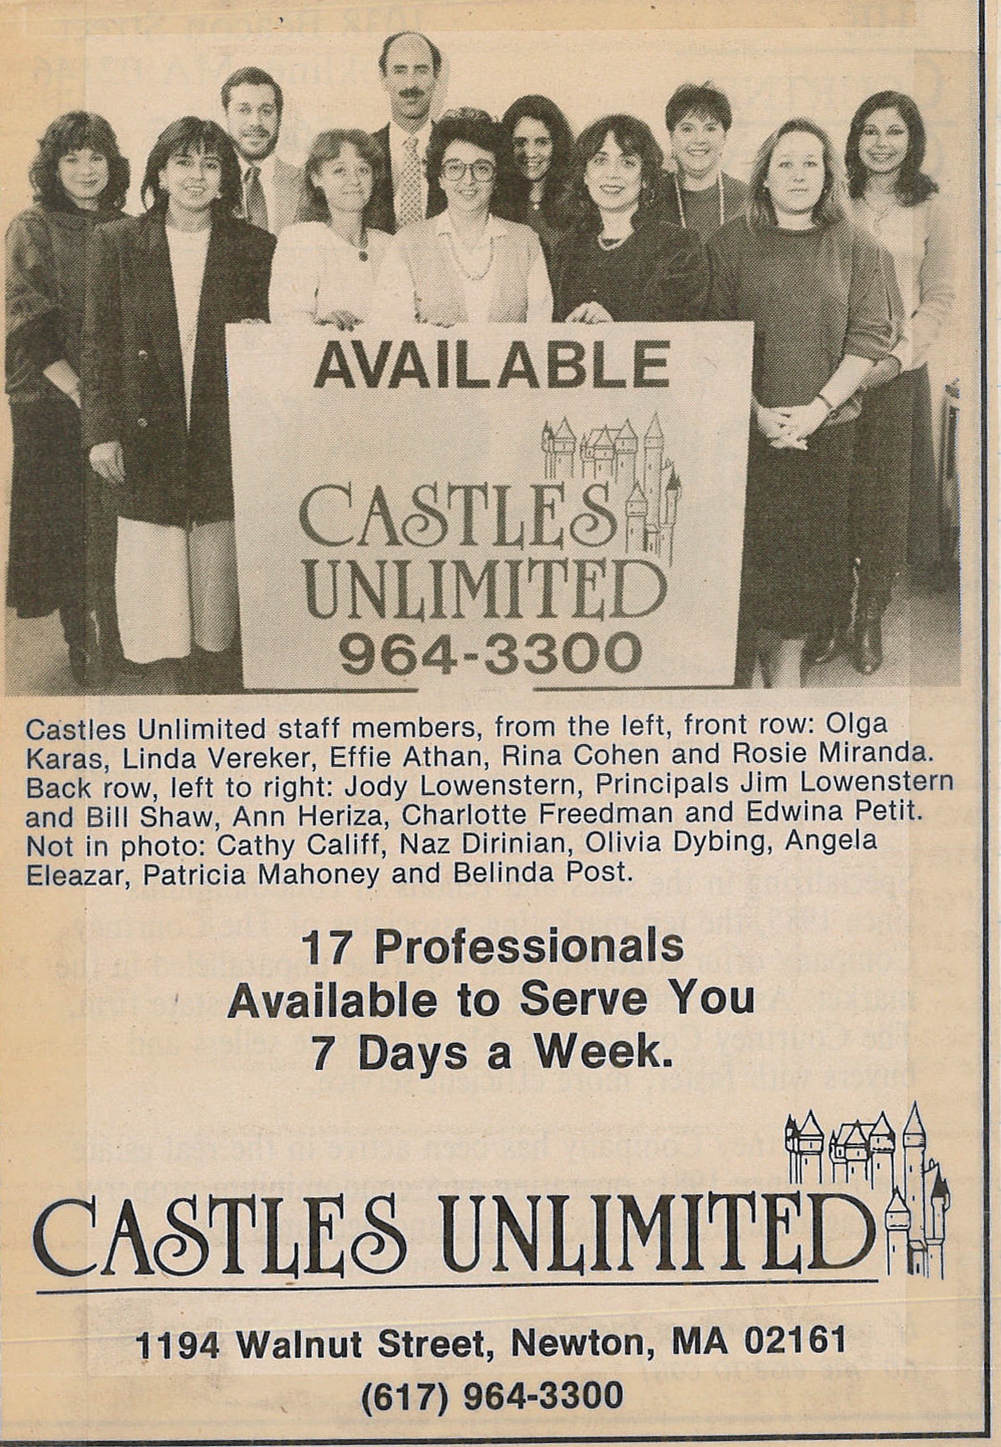 AVAILABLE
CASTLES
UNLIMITED
964-3300
Castles Unlimited staff members, from the left, front row: Olga
Karas, Linda Vereker, Effie Athan, Rina Cohen and Rosie Miranda.
Back row, left to right: Jody Lowenstern, Principals Jim Lowenstern
and Bill Shaw, Ann Heriza, Charlotte Freedman and Edwina Petit.
Not in photo: Cathy Califf, Naz Dirinian, Olivia Dybing, Angela
Eleazar, Patricia Mahoney and Belinda Post.
17 Professionals
Available to Serve You
7 Days a Week.
CASTLES UNLIMITED
1194 Walnut Street, Newton, MA 02161
(617) 964-3300